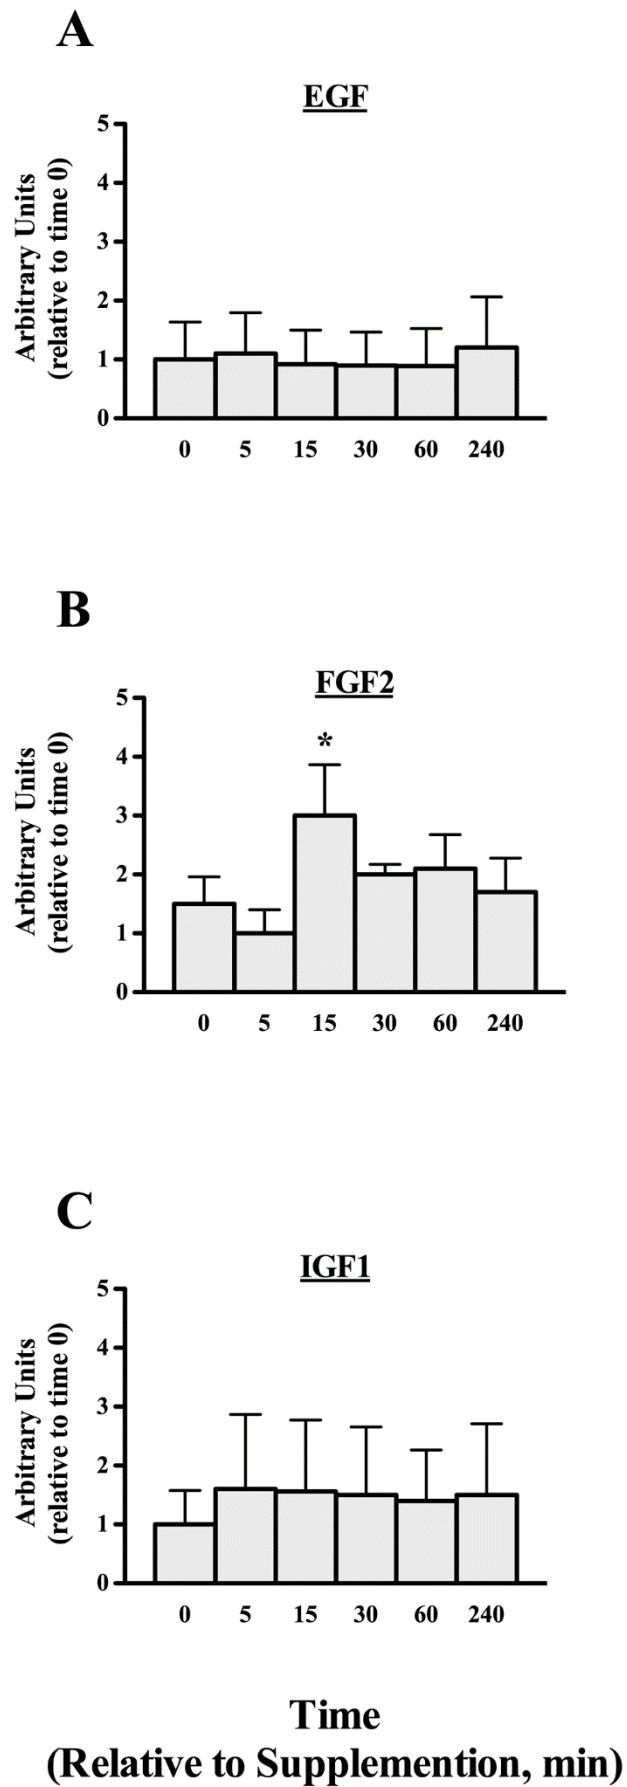 A
EGF
Arbitrary Units
(relative to time 0)
5
4
3
2
1
0
0 5 15 30 60 240
B
FGF2
Arbitrary Units
(relative to time 0)
5
4
3
2
1
0
*
0 5 15 30 60 240
C
IGF1
Arbitrary Units
(relative to time 0)
5
4
3
2
1
0
0 5 15 30 60 240
Time
(Relative to Supplemention, min)